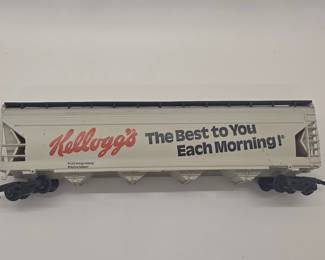 Kellogg's
The Best to You
Each Morning!®